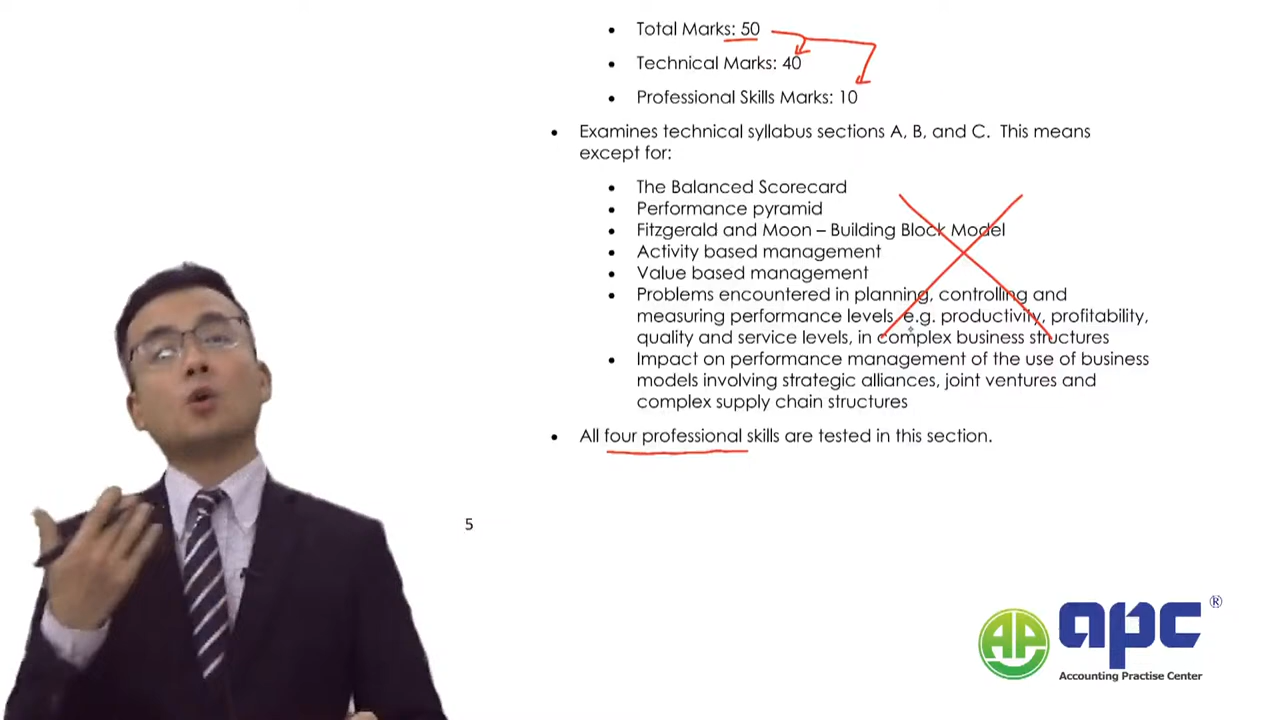 • Total Marks: 50
• Technical Marks: 40
• Professional Skills Marks: 10
• Examines technical syllabus sections A, B, and C. This means
except for:
• The Balanced Scorecard
• Performance pyramid
• Fitzgerald and Moon – Building Block Model
• Activity based management
• Value based management
• Problems encountered in planning, controlling and
measuring performance levels, e.g. productivity, profitability,
quality and service levels, in complex business structures
• Impact on performance management of the use of business
models involving strategic alliances, joint ventures and
complex supply chain structures
• All four professional skills are tested in this section.
5
AP apc ®
Accounting Practise Center